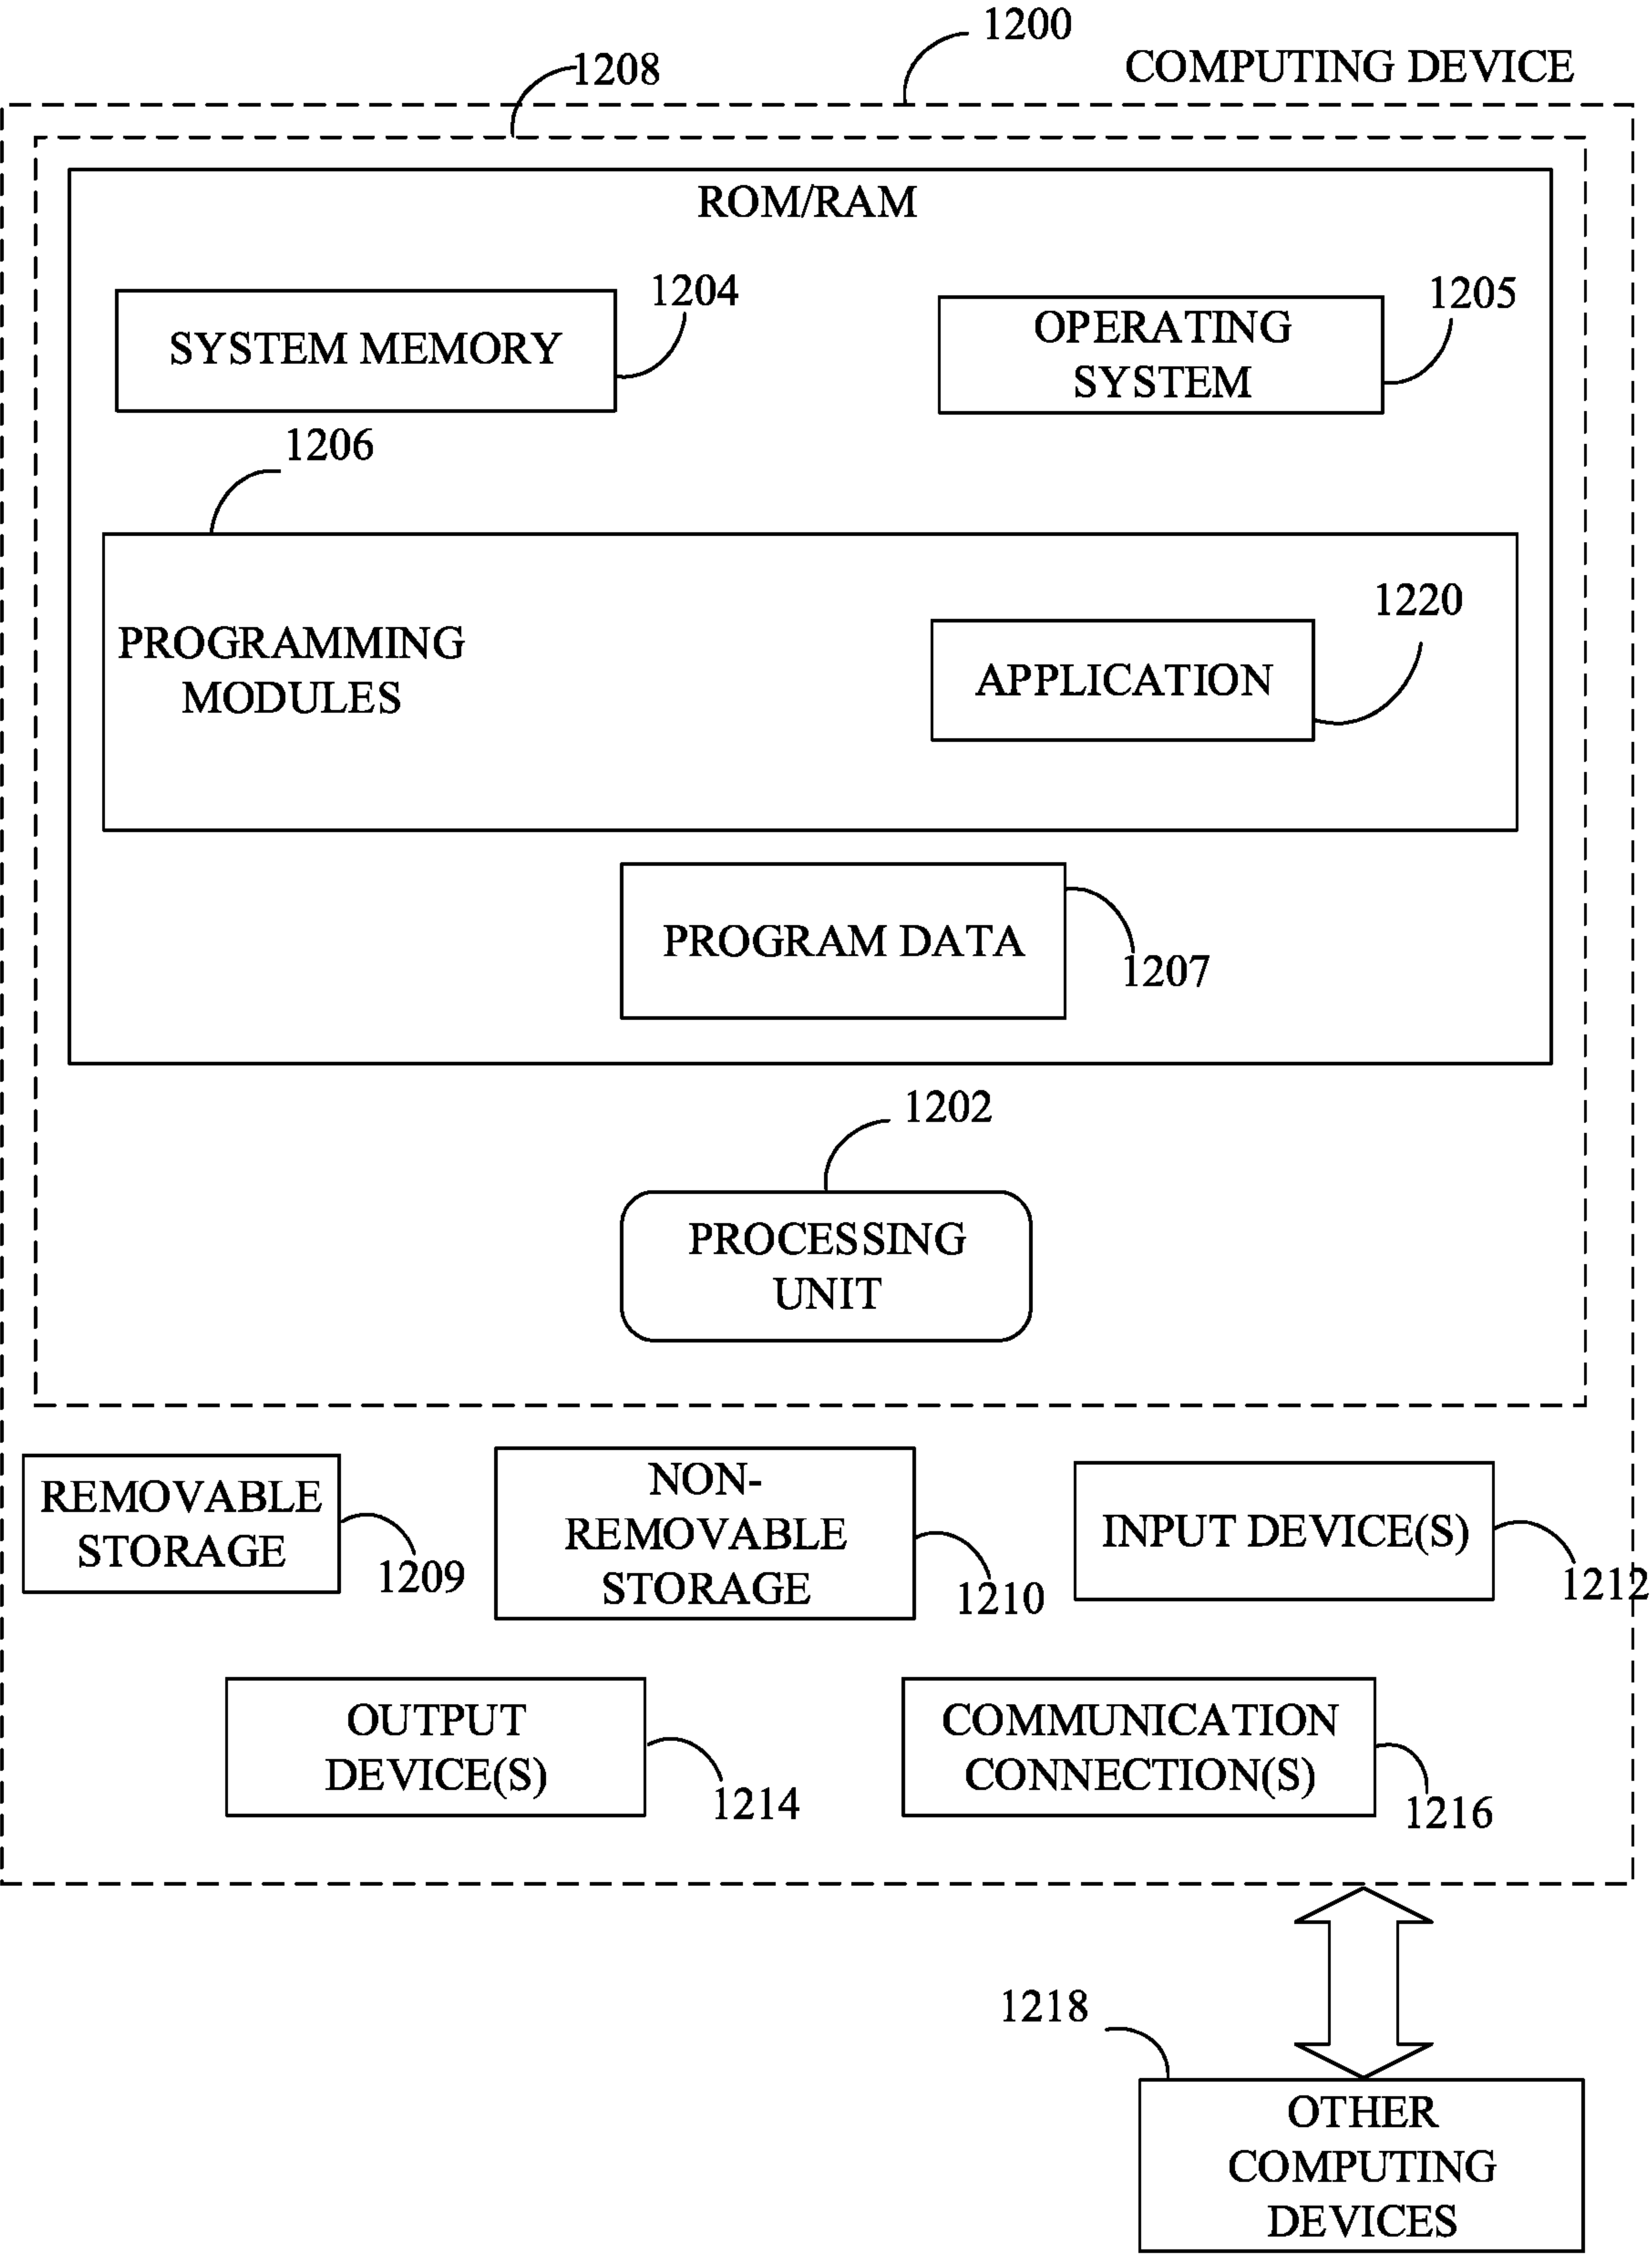 1200
COMPUTING DEVICE
1208
ROM/RAM
SYSTEM MEMORY
1204
OPERATING
SYSTEM
1205
1206
PROGRAMMING
MODULES
APPLICATION
1220
PROGRAM DATA
1207
1202
PROCESSING
UNIT
REMOVABLE
STORAGE
1209
NON-
REMOVABLE
STORAGE
1210
INPUT DEVICE(S)
1212
OUTPUT
DEVICE(S)
1214
COMMUNICATION
CONNECTION(S)
1216
1218
OTHER
COMPUTING
DEVICES